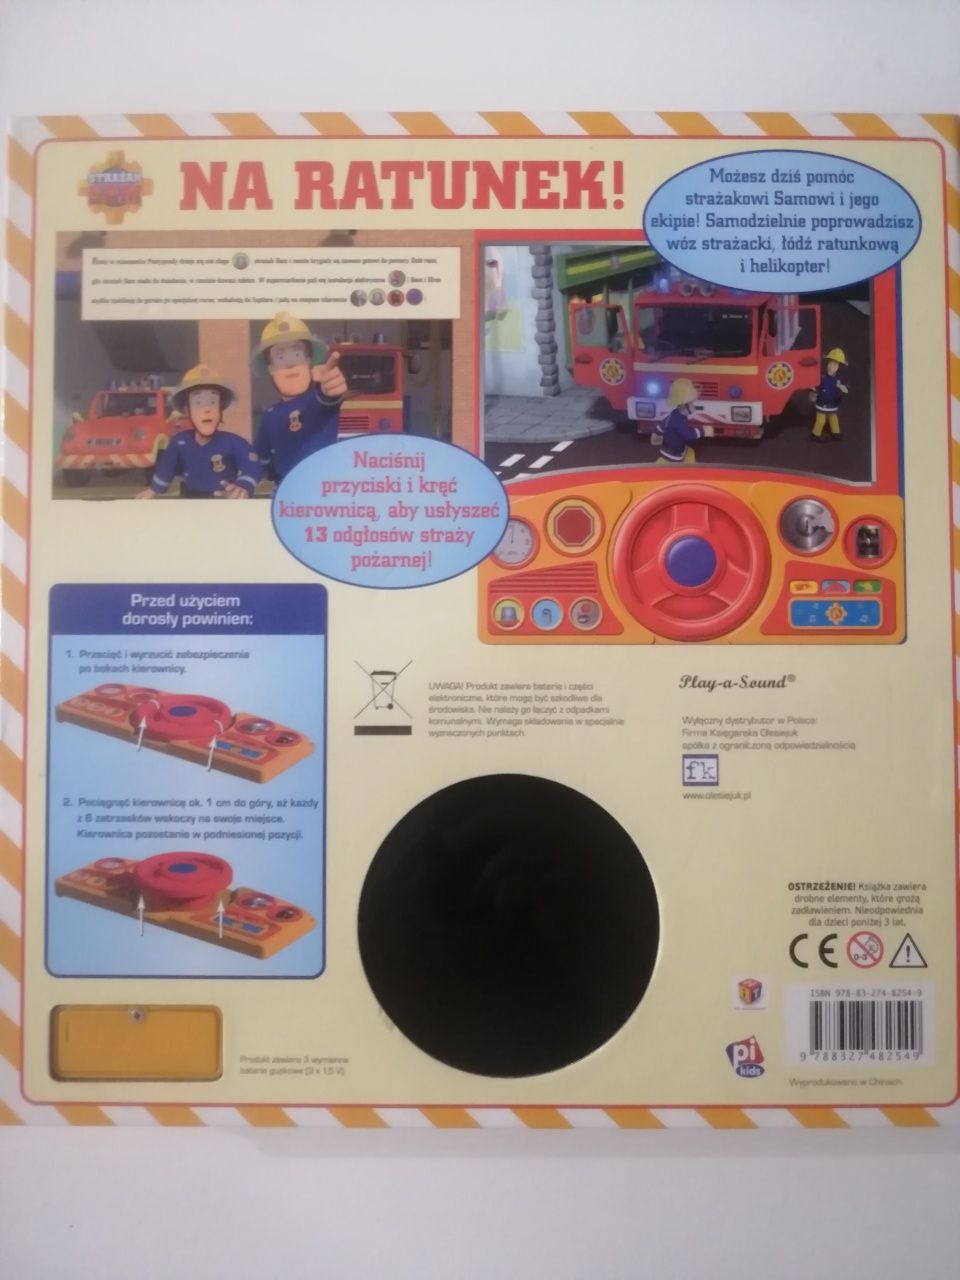 STRAŻAK
NA RATUNEK!
Możesz dziś pomóc
strażakowi Samowi i jego
ekipie! Samodzielnie poprowadzisz
wóz strażacki, łódź ratunkową
i helikopter!
Naciśnij
przyciski i kręć
kierownicą, aby usłyszeć
13 odgłosów straży
pożarnej!
Przed użyciem
dorosły powinien:
1. Przeciąć i wyrzucić zabezpieczenia
po bokach kierownicy.
2. Pociągnąć kierownicę ok. 1 cm do góry, aż każdy
z 6 zatrzasków wskoczy na swoje miejsce.
Kierownica pozostanie w podniesionej pozycji.
UWAGA! Produkt zawiera baterie i części
elektroniczne, które mogą być szkodliwe dla
środowiska. Nie należy go łączyć z odpadkami
komunalnymi. Wymaga składowania w specjalnie
wyznaczonych punktach.
Play-a-Sound®
Wyłączny dystrybutor w Polsce:
Firma Księgarska Olesiejuk
spółka z ograniczoną odpowiedzialnością
fk
www.olesiejuk.pl
OSTRZEŻENIE! Książka zawiera
drobne elementy, które grożą
zadławieniem. Nieodpowiednia
dla dzieci poniżej 3 lat.
CE
0-3
ISBN 978-83-274-8254-9
9 788327 482549
pi
kids
Wyprodukowano w Chinach
Produkt zawiera 3 wymienne
baterie guzikowe (3 x 1,5 V)